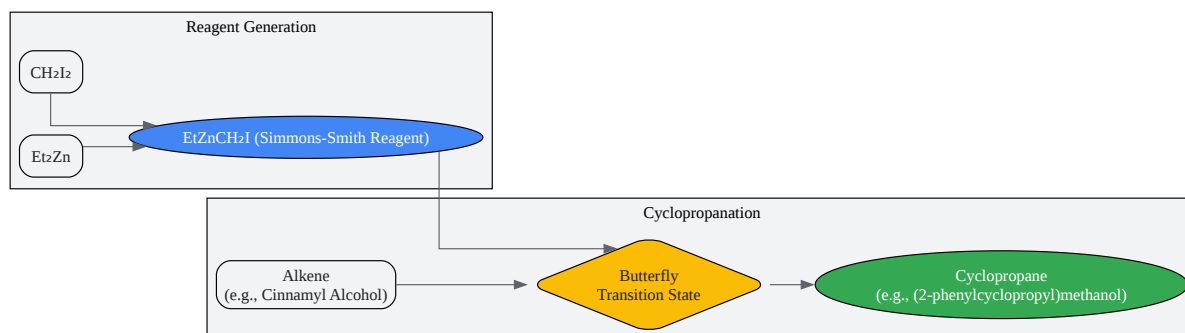 Reagent Generation
CH₂I₂
EtZnCH₂I (Simmons-Smith Reagent)
Et₂Zn
Cyclopropanation
Alkene
(e.g., Cinnamyl Alcohol)
Butterfly
Transition State
Cyclopropane
(e.g., (2-phenylcyclopropyl)methanol)